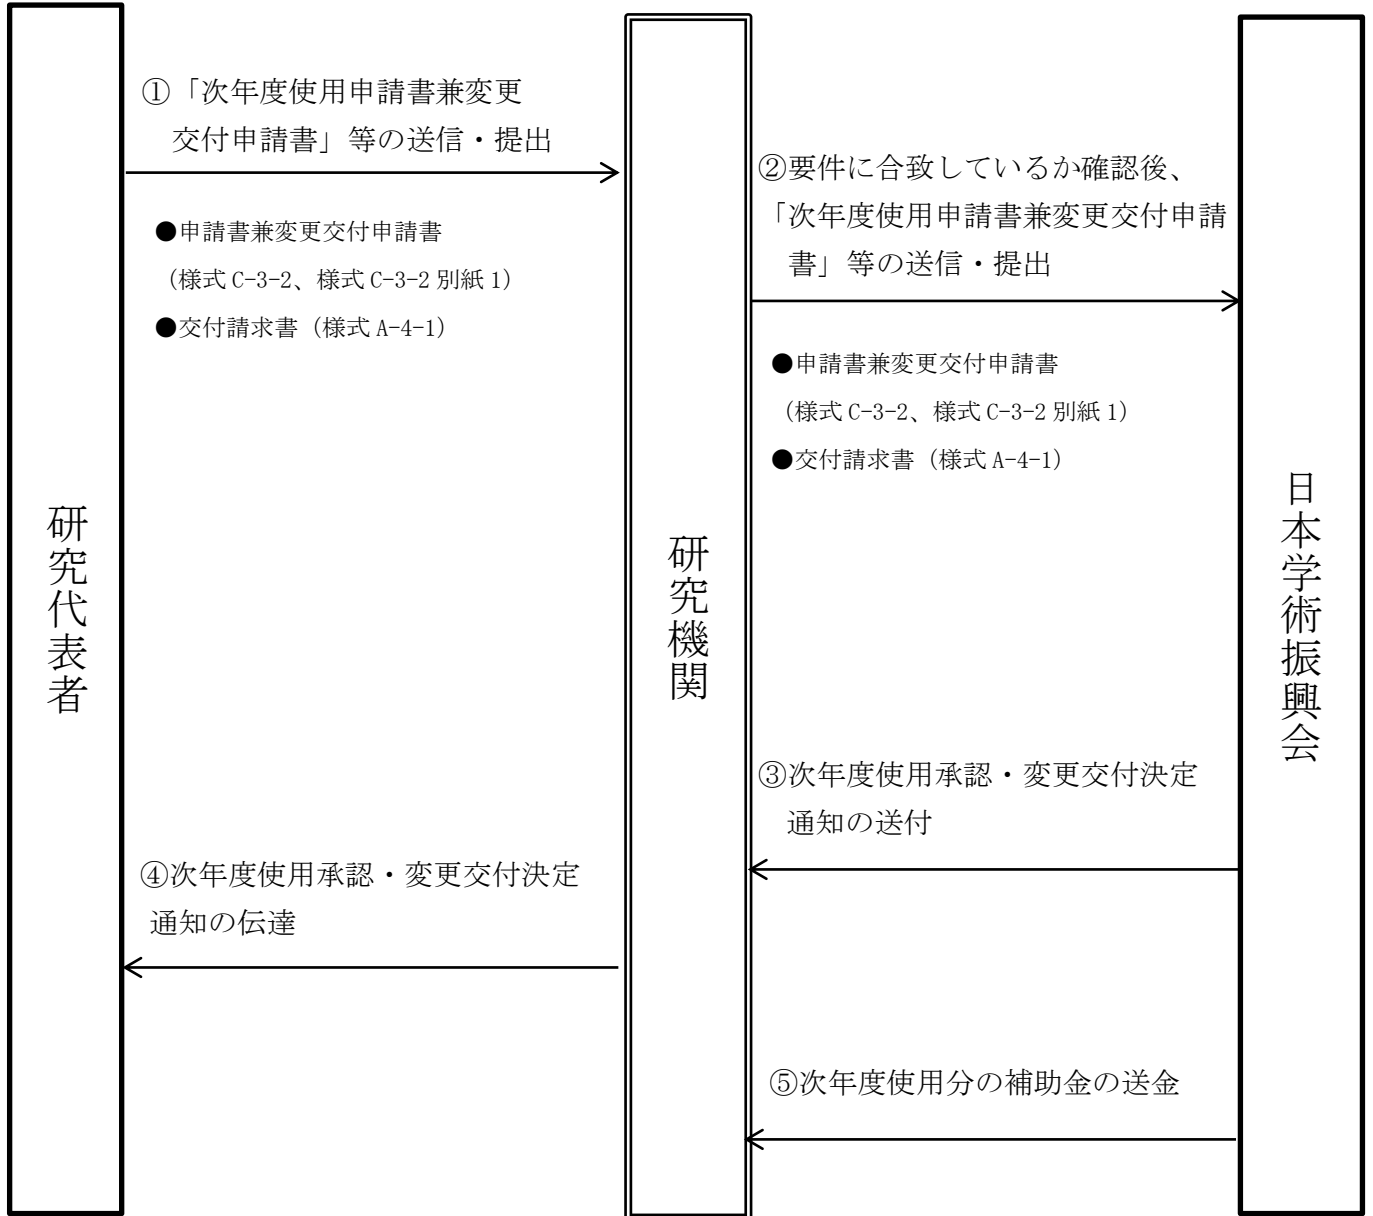 ①「次年度使用申請書兼変更
交付申請書」等の送信・提出
●申請書兼変更交付申請書
（様式 C-3-2、様式 C-3-2 別紙 1）
●交付請求書（様式 A-4-1）
②要件に合致しているか確認後、
「次年度使用申請書兼変更交付申請
書」等の送信・提出
●申請書兼変更交付申請書
（様式 C-3-2、様式 C-3-2 別紙 1）
●交付請求書（様式 A-4-1）
研究代表者
研究機関
日本学術振興会
③次年度使用承認・変更交付決定
通知の送付
④次年度使用承認・変更交付決定
通知の伝達
⑤次年度使用分の補助金の送金